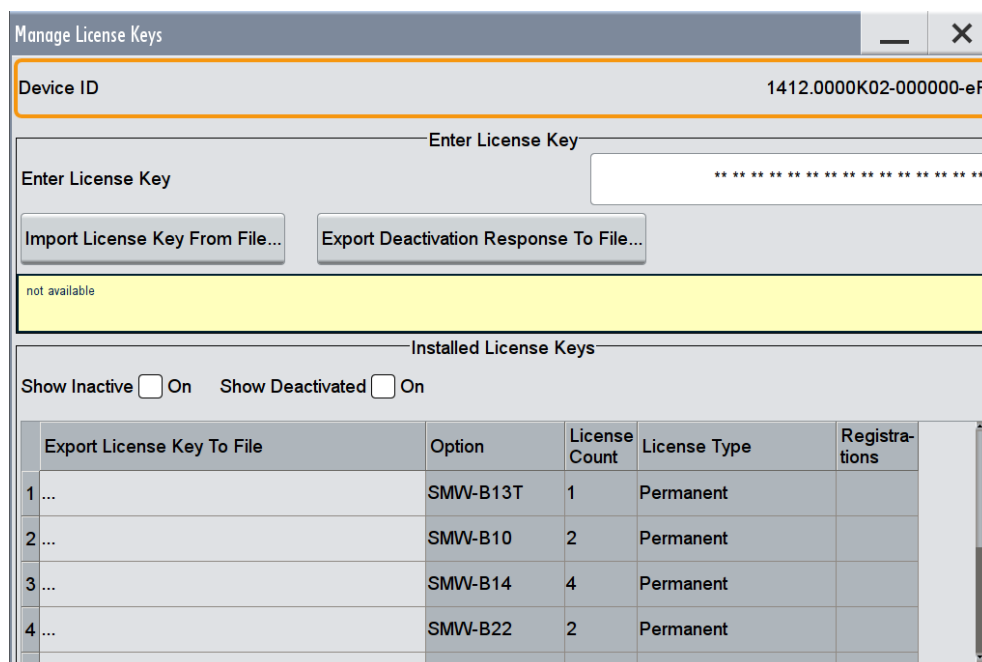 Manage License Keys
Device ID 1412.0000K02-000000-eF
Enter License Key
Enter License Key ** ** ** ** ** ** ** ** ** ** ** ** ** ** **
Import License Key From File... Export Deactivation Response To File...
not available
Installed License Keys
Show Inactive On Show Deactivated On
Export License Key To File Option License Count License Type Registra-tions
1 ... SMW-B13T 1 Permanent
2 ... SMW-B10 2 Permanent
3 ... SMW-B14 4 Permanent
4 ... SMW-B22 2 Permanent